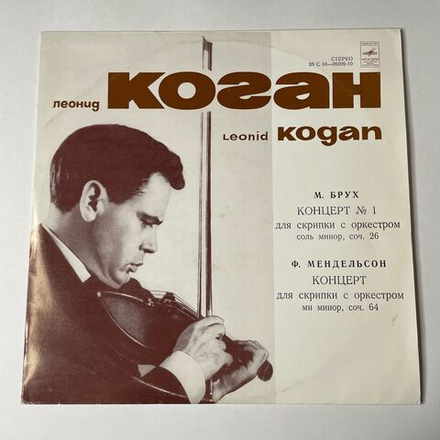 СТЕРЕО
леонид КОГАН
Leonid Kogan
М. БРУХ
КОНЦЕРТ № 1
для скрипки с оркестром
соль минор, соч. 26
Ф. МЕНДЕЛЬСОН
КОНЦЕРТ
для скрипки с оркестром
ми минор, соч. 64